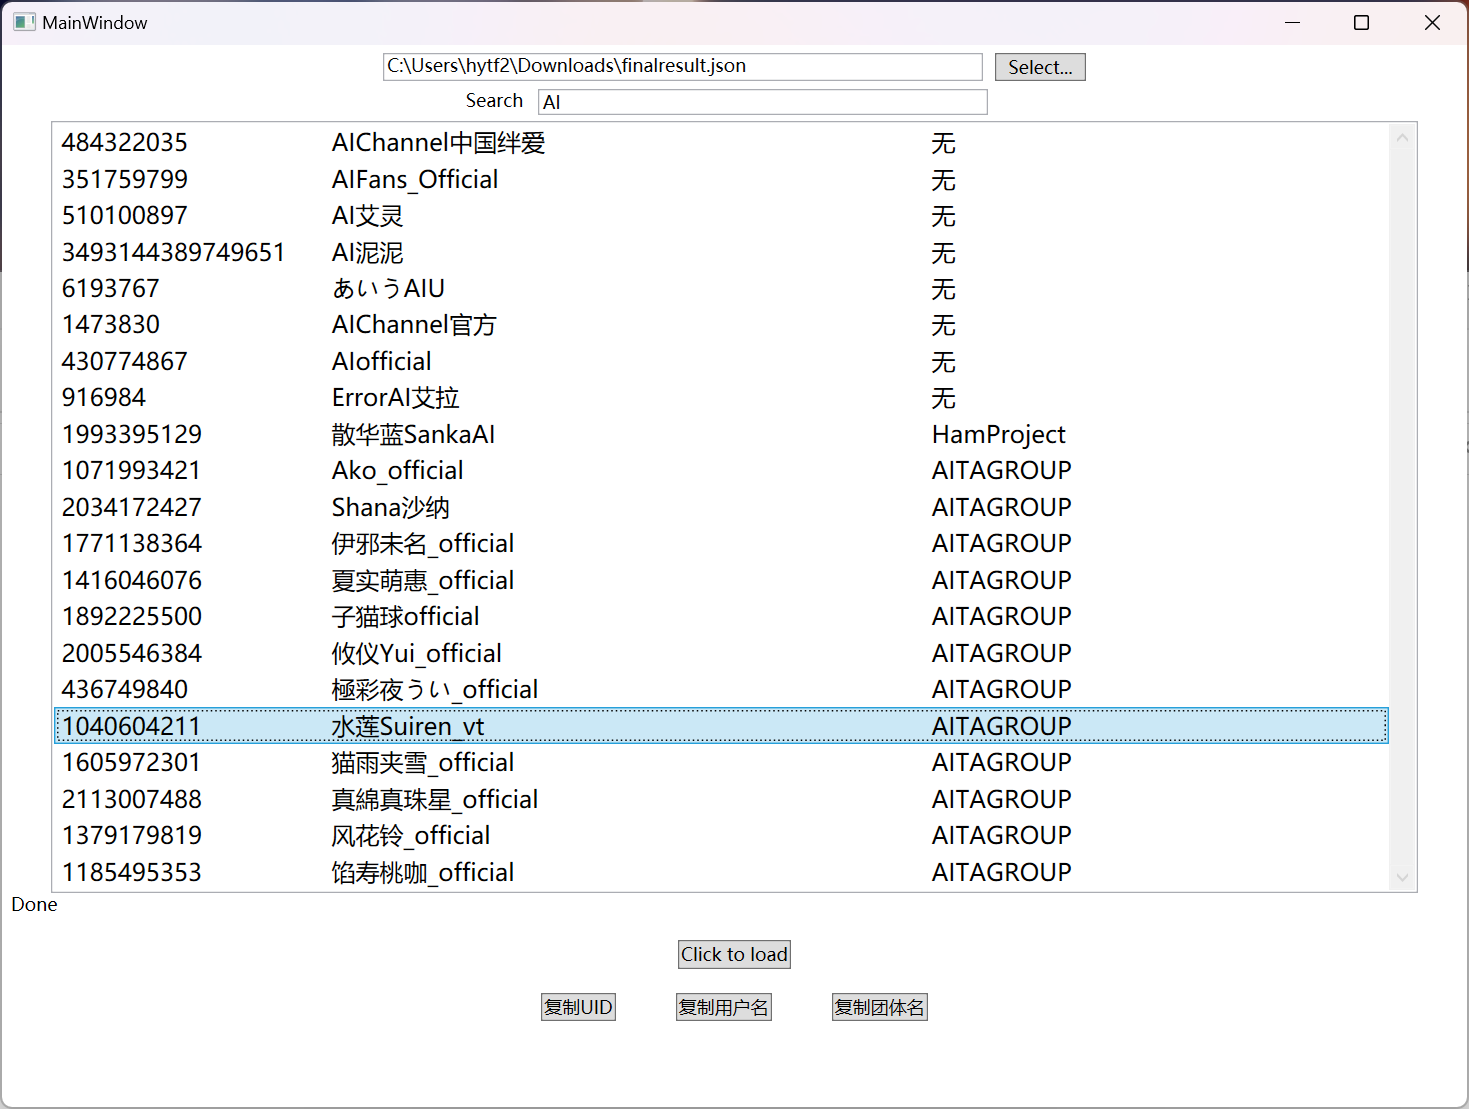 MainWindow
C:\Users\hytf2\Downloads\finalresult.json Select...
Search AI
484322035 AIChannel中国绊爱 无
351759799 AIFans_Official 无
510100897 AI艾灵 无
3493144389749651 AI泥泥 无
6193767 あいうAIU 无
1473830 AIChannel官方 无
430774867 AIofficial 无
916984 ErrorAI艾拉 无
1993395129 散华蓝SankaAI HamProject
1071993421 Ako_official AITAGROUP
2034172427 Shana沙纳 AITAGROUP
1771138364 伊邪未名_official AITAGROUP
1416046076 夏实萌惠_official AITAGROUP
1892225500 子猫球official AITAGROUP
2005546384 攸仪Yui_official AITAGROUP
436749840 極彩夜うい_official AITAGROUP
1040604211 水莲Suiren_vt AITAGROUP
1605972301 猫雨夹雪_official AITAGROUP
2113007488 真綿真珠星_official AITAGROUP
1379179819 风花铃_official AITAGROUP
1185495353 馅寿桃咖_official AITAGROUP
Done
Click to load
复制UID 复制用户名 复制团体名